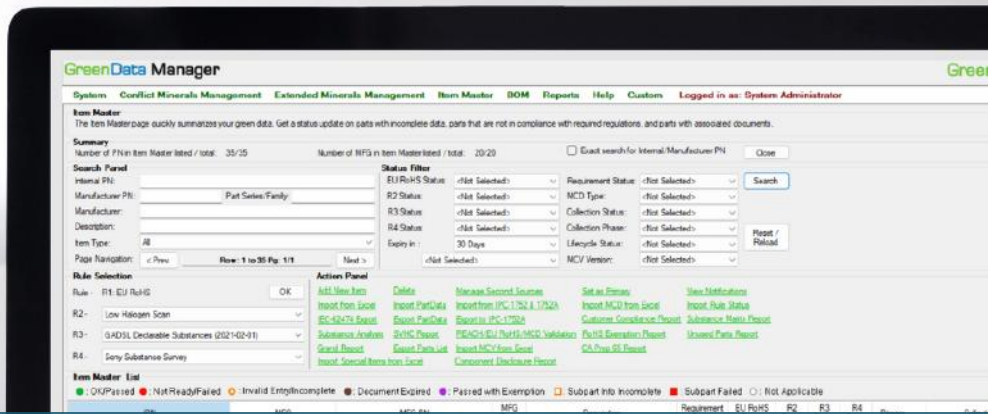 GreenData Manager
Green
System Conflict Minerals Management Extended Minerals Management Item Master BOM Reports Help Custom Logged in as: System Administrator
Item Master
The Item Master page quickly summarizes your green data. Get a status update on parts with incomplete data, parts that are not in compliance with required regulations, and parts with associated documents.
Summary
Number of PN in Item Master listed / total: 35/35 Number of MFG in Item Master listed / total: 20/20 Exact search for Internal/Manufacturer PN Close
Search Panel Status Filter
Internal PN: EU RoHS Status: <Not Selected> Requirement Status: <Not Selected> Search
Manufacturer PN: Part Series/Family: R2 Status: <Not Selected> MCD Type: <Not Selected>
Manufacturer: R3 Status: <Not Selected> Collection Status: <Not Selected>
Description: R4 Status: <Not Selected> Collection Phase: <Not Selected> Reset / Reload
Item Type: All Expiry in : 30 Days Lifecycle Status: <Not Selected>
Page Navigation: < Prev Row: 1 to 35 Pg: 1/1 Next > <Not Selected> NCV Version: <Not Selected>
Rule Selection Action Panel
Rule - R1: EU RoHS OK Add New Item Delete Manage Second Sources Set as Primary View Notifications
Import from Excel Import PartData Import from IPC-1752 & 1752A Import MCD from Excel Import Rule Status
R2- Low Halogen Scan IEC-62474 Export Export PartData Export to IPC-1752A Customer Compliance Report Substance Matrix Report
R3- GADSL Declarable Substances (2021-02-01) Substance Analysis SVHC Report REACH/EU RoHS/MCD Validation RoHS Exemption Report Unused Parts Report
Grand Report Export Parts List Import MCV from Excel CA Prop 65 Report
R4- Sony Substance Survey Import Special Items from Excel Component Disclosure Report
Item Master List
: OK/Passed : Not Ready/Failed : Invalid Entry/Incomplete : Document Expired : Passed with Exemption : Subpart Info Incomplete : Subpart Failed : Not Applicable
MFG Requirement EU RoHS R2 R3 R4